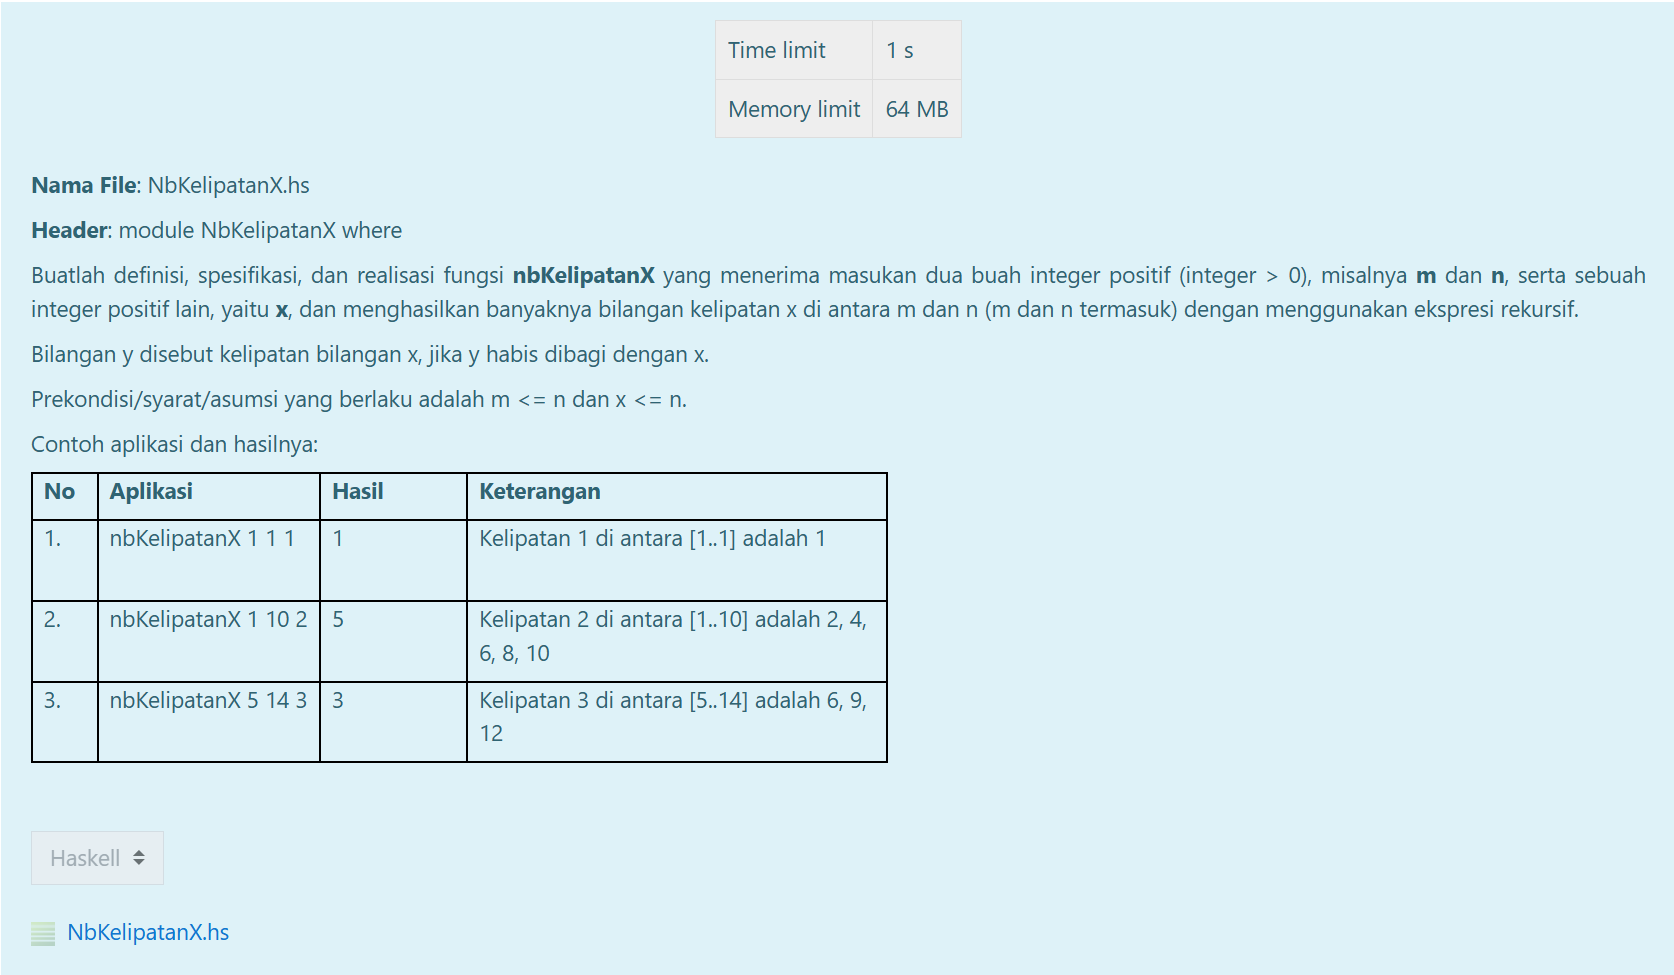 Time limit 1 s
Memory limit 64 MB
Nama File: NbKelipatanX.hs
Header: module NbKelipatanX where
Buatlah definisi, spesifikasi, dan realisasi fungsi nbKelipatanX yang menerima masukan dua buah integer positif (integer > 0), misalnya m dan n, serta sebuah
integer positif lain, yaitu x, dan menghasilkan banyaknya bilangan kelipatan x di antara m dan n (m dan n termasuk) dengan menggunakan ekspresi rekursif.
Bilangan y disebut kelipatan bilangan x, jika y habis dibagi dengan x.
Prekondisi/syarat/asumsi yang berlaku adalah m <= n dan x <= n.
Contoh aplikasi dan hasilnya:
No Aplikasi Hasil Keterangan
1. nbKelipatanX 1 1 1 1 Kelipatan 1 di antara [1..1] adalah 1
2. nbKelipatanX 1 10 2 5 Kelipatan 2 di antara [1..10] adalah 2, 4,
6, 8, 10
3. nbKelipatanX 5 14 3 3 Kelipatan 3 di antara [5..14] adalah 6, 9,
12
Haskell
NbKelipatanX.hs